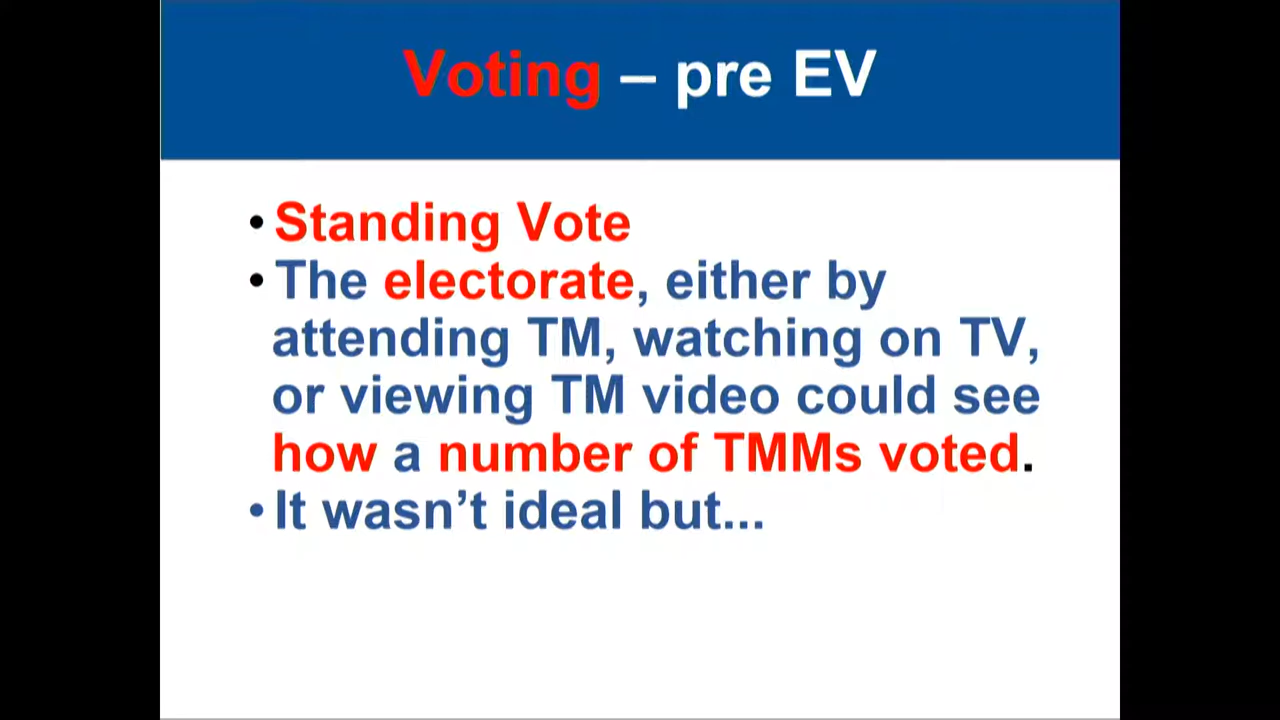 Voting – pre EV
•Standing Vote
•The electorate, either by
attending TM, watching on TV,
or viewing TM video could see
how a number of TMMs voted.
•It wasn’t ideal but...